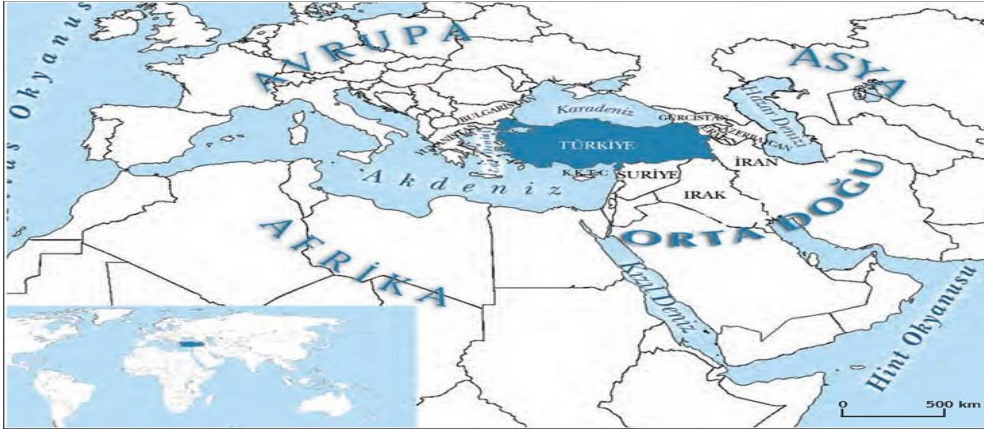 AVRUPA
ASYA
Okyanus
Hazar Denizi
Karadeniz
BULGARİSTAN
GÜRCİSTAN
AZERBAYCAN
TÜRKİYE
İRAN
K.K.T.C
SURİYE
Akdeniz
IRAK
ORTA DOĞU
AFRİKA
Kızıl Deniz
Hint Okyanusu
0 500 km